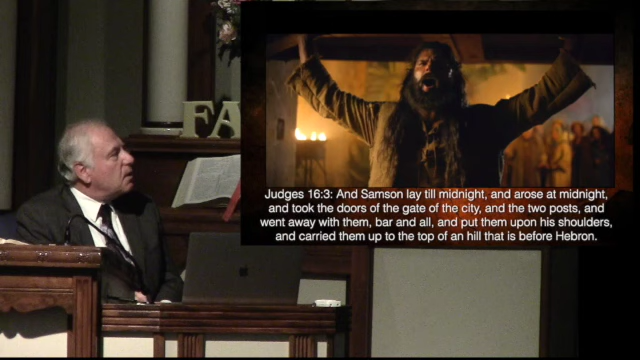 FA
Judges 16:3: And Samson lay till midnight, and arose at midnight,
and took the doors of the gate of the city, and the two posts, and
went away with them, bar and all, and put them upon his shoulders,
and carried them up to the top of an hill that is before Hebron.